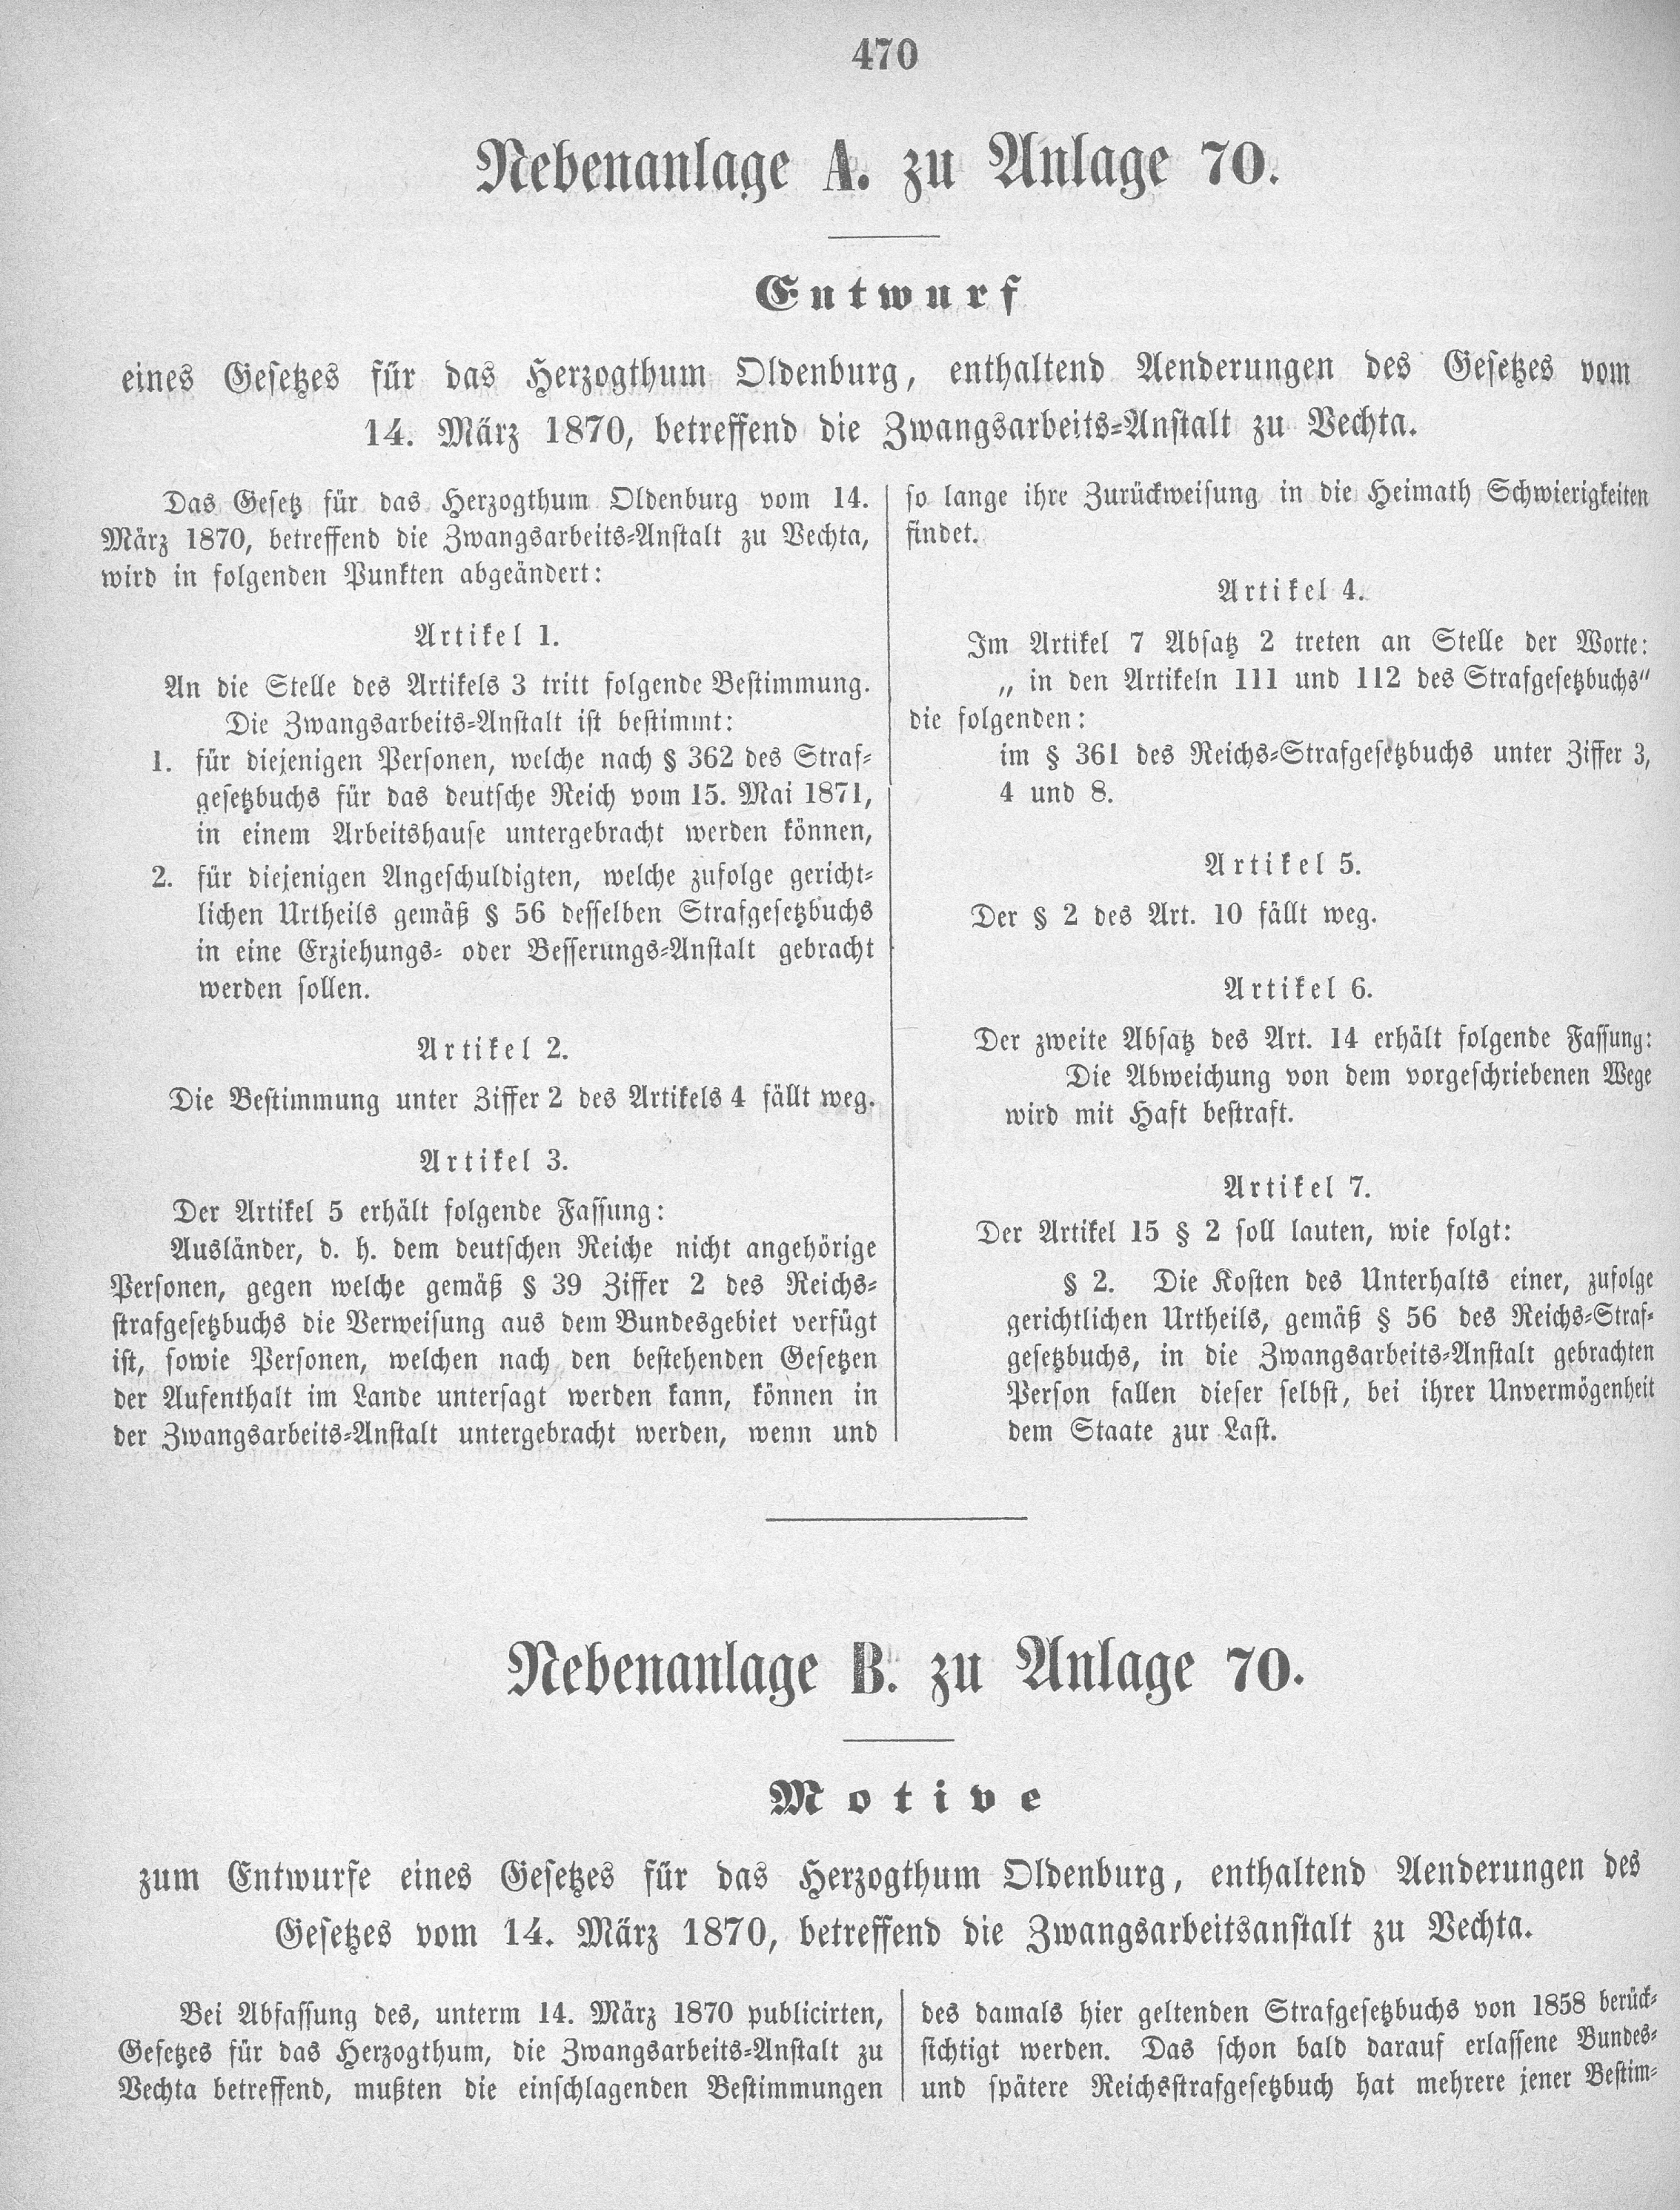 470
Nebenanlage A. zu Anlage 70.
Entwurf
eines Gesetzes für das Herzogthum Oldenburg, enthaltend Aenderungen des Gesetzes vom
14. März 1870, betreffend die Zwangsarbeits-Anstalt zu Vechta.
Das Gesetz für das Herzogthum Oldenburg vom 14.
März 1870, betreffend die Zwangsarbeits-Anstalt zu Vechta,
wird in folgenden Punkten abgeändert:
Artikel 1.
An die Stelle des Artikels 3 tritt folgende Bestimmung.
Die Zwangsarbeits-Anstalt ist bestimmt:
1. für diejenigen Personen, welche nach § 362 des Straf-
gesetzbuchs für das deutsche Reich vom 15. Mai 1871,
in einem Arbeitshause untergebracht werden können,
2. für diejenigen Angeschuldigten, welche zufolge gericht-
lichen Urtheils gemäß § 56 desselben Strafgesetzbuchs
in eine Erziehungs- oder Besserungs-Anstalt gebracht
werden sollen.
Artikel 2.
Die Bestimmung unter Ziffer 2 des Artikels 4 fällt weg.
Artikel 3.
Der Artikel 5 erhält folgende Fassung:
Ausländer, d. h. dem deutschen Reiche nicht angehörige
Personen, gegen welche gemäß § 39 Ziffer 2 des Reichs-
strafgesetzbuchs die Verweisung aus dem Bundesgebiet verfügt
ist, sowie Personen, welchen nach den bestehenden Gesetzen
der Aufenthalt im Lande untersagt werden kann, können in
der Zwangsarbeits-Anstalt untergebracht werden, wenn und
so lange ihre Zurückweisung in die Heimath Schwierigkeiten
findet.
Artikel 4.
Im Artikel 7 Absatz 2 treten an Stelle der Worte:
„ in den Artikeln 111 und 112 des Strafgesetzbuchs"
die folgenden:
im § 361 des Reichs-Strafgesetzbuchs unter Ziffer 3,
4 und 8.
Artikel 5.
Der § 2 des Art. 10 fällt weg.
Artikel 6.
Der zweite Absatz des Art. 14 erhält folgende Fassung:
Die Abweichung von dem vorgeschriebenen Wege
wird mit Haft bestraft.
Artikel 7.
Der Artikel 15 § 2 soll lauten, wie folgt:
§ 2. Die Kosten des Unterhalts einer, zufolge
gerichtlichen Urtheils, gemäß § 56 des Reichs-Straf-
gesetzbuchs, in die Zwangsarbeits-Anstalt gebrachten
Person fallen dieser selbst, bei ihrer Unvermögenheit
dem Staate zur Last.
Nebenanlage B. zu Anlage 70.
Motive
zum Entwurfe eines Gesetzes für das Herzogthum Oldenburg, enthaltend Aenderungen des
Gesetzes vom 14. März 1870, betreffend die Zwangsarbeitsanstalt zu Vechta.
Bei Abfassung des, unterm 14. März 1870 publicirten,
Gesetzes für das Herzogthum, die Zwangsarbeits-Anstalt zu
Vechta betreffend, mußten die einschlagenden Bestimmungen
des damals hier geltenden Strafgesetzbuchs von 1858 berück-
sichtigt werden. Das schon bald darauf erlassene Bundes-
und spätere Reichsstrafgesetzbuch hat mehrere jener Bestim-